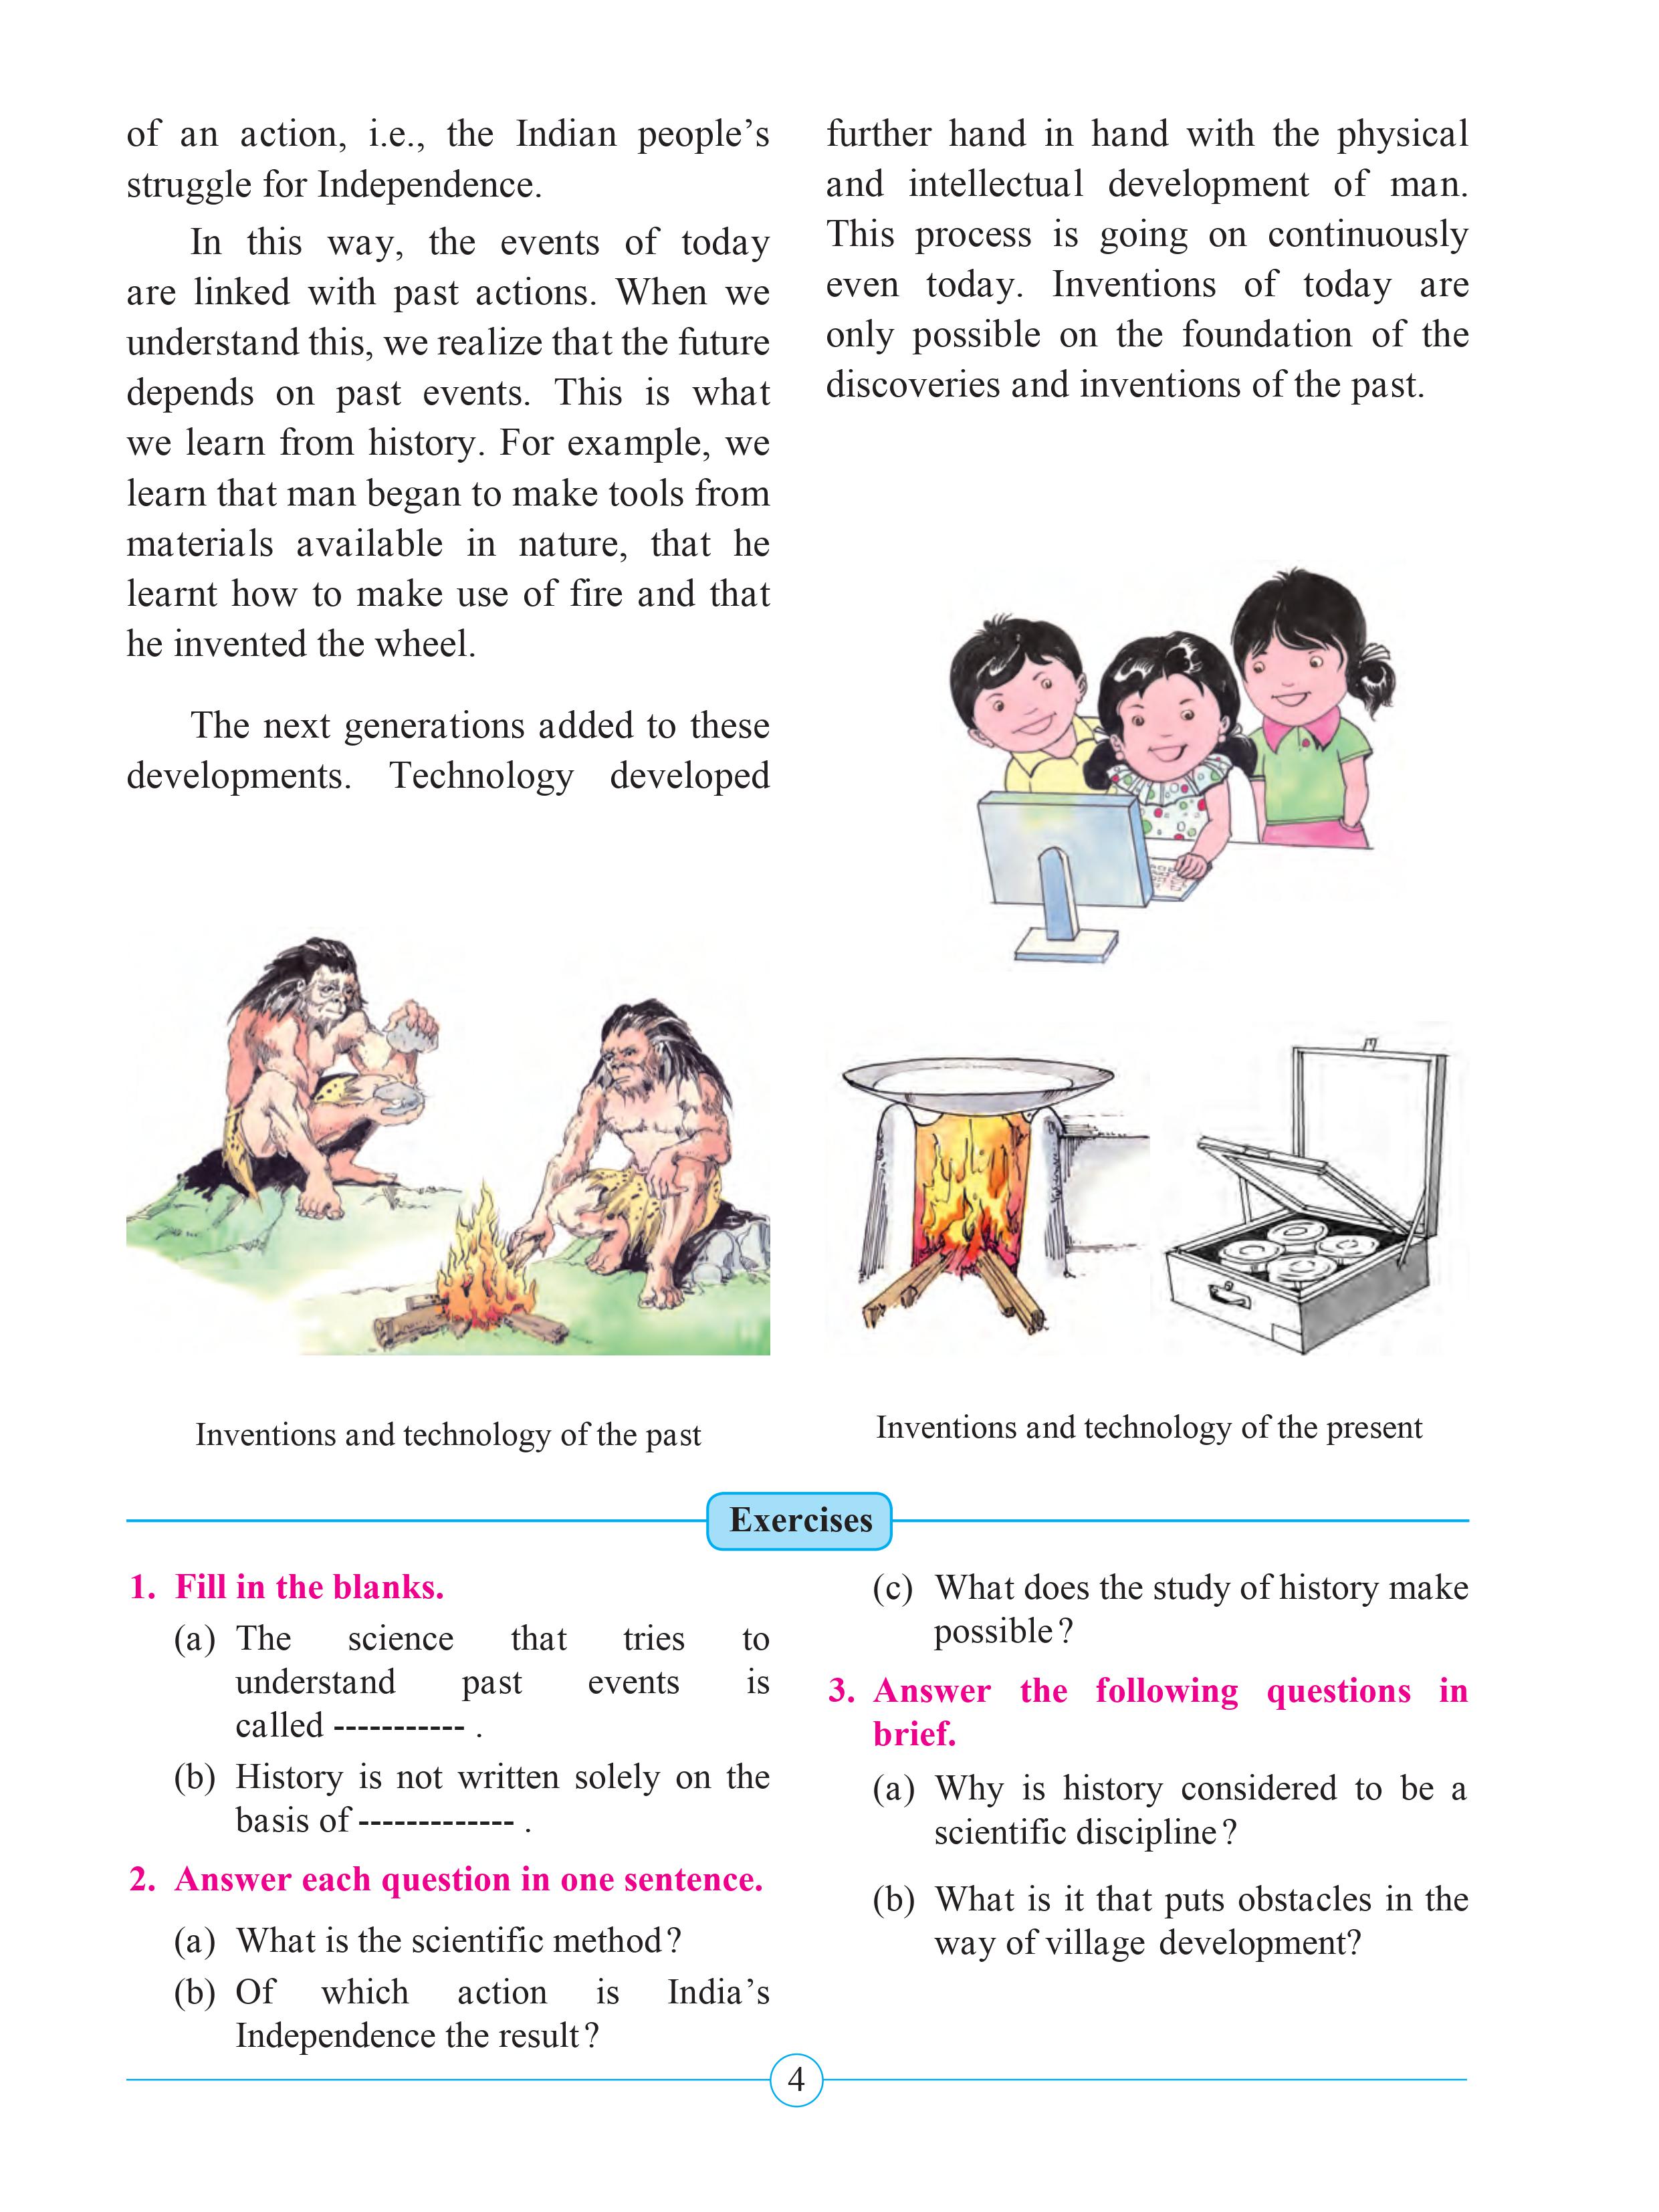 of an action, i.e., the Indian people’s
struggle for Independence.
In this way, the events of today
are linked with past actions. When we
understand this, we realize that the future
depends on past events. This is what
we learn from history. For example, we
learn that man began to make tools from
materials available in nature, that he
learnt how to make use of fire and that
he invented the wheel.
The next generations added to these
developments. Technology developed
further hand in hand with the physical
and intellectual development of man.
This process is going on continuously
even today. Inventions of today are
only possible on the foundation of the
discoveries and inventions of the past.
Inventions and technology of the past
Inventions and technology of the present
Exercises
1. Fill in the blanks.
(a) The science that tries to
understand past events is
called ----------- .
(b) History is not written solely on the
basis of ------------- .
2. Answer each question in one sentence.
(a) What is the scientific method?
(b) Of which action is India’s
Independence the result?
(c) What does the study of history make
possible?
3. Answer the following questions in
brief.
(a) Why is history considered to be a
scientific discipline?
(b) What is it that puts obstacles in the
way of village development?
4